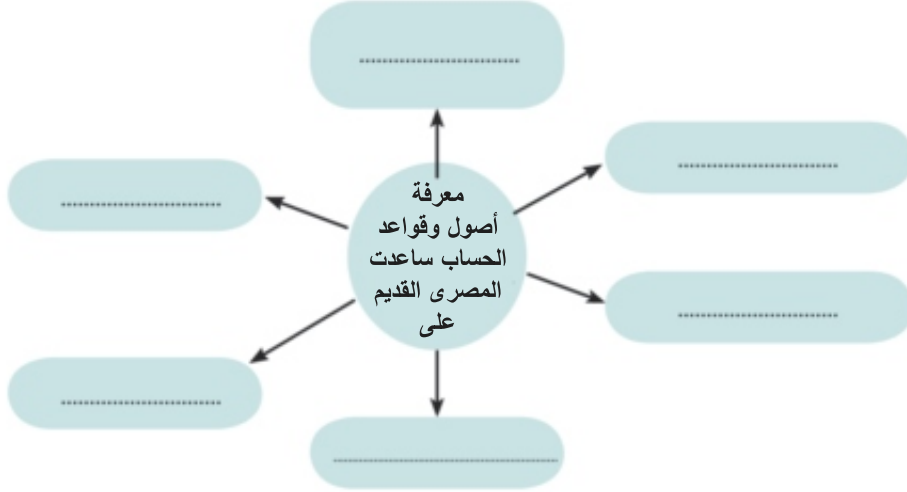 معرفة
أصول وقواعد
الحساب ساعدت
المصرى القديم
على